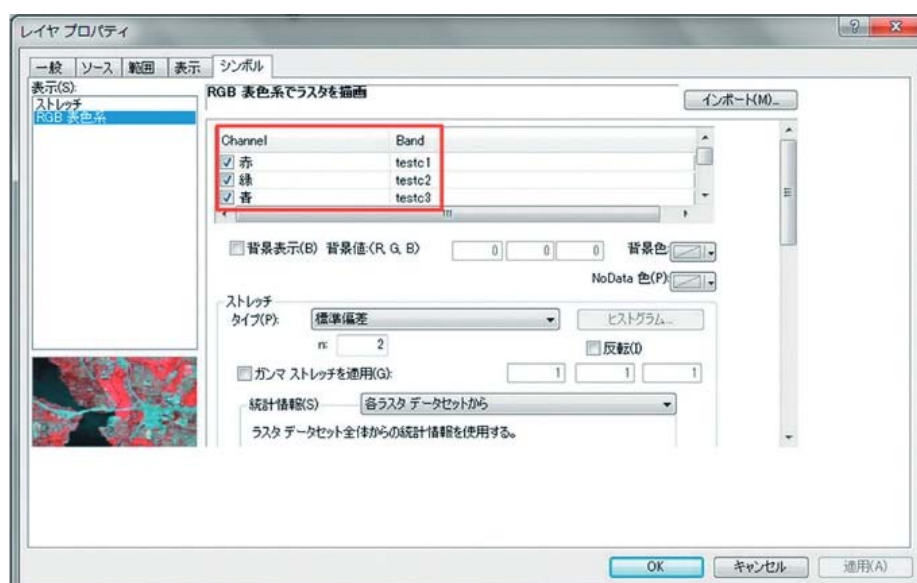 レイヤ プロパティ
一般 ソース 範囲 表示 シンボル
表示(S):
ストレッチ
RGB 表色系
RGB 表色系でラスタを描画
インポート(M)...
Channel Band
赤 testc1
緑 testc2
青 testc3
背景表示(B) 背景値:(R, G, B) 0 0 0 背景色:
NoData 色(P):
ストレッチ
タイプ(P): 標準偏差 ヒストグラム...
n: 2 反転(I)
ガンマ ストレッチを適用(G): 1 1 1
統計情報(S) 各ラスタ データセットから
ラスタ データセット全体からの統計情報を使用する。
OK キャンセル 適用(A)